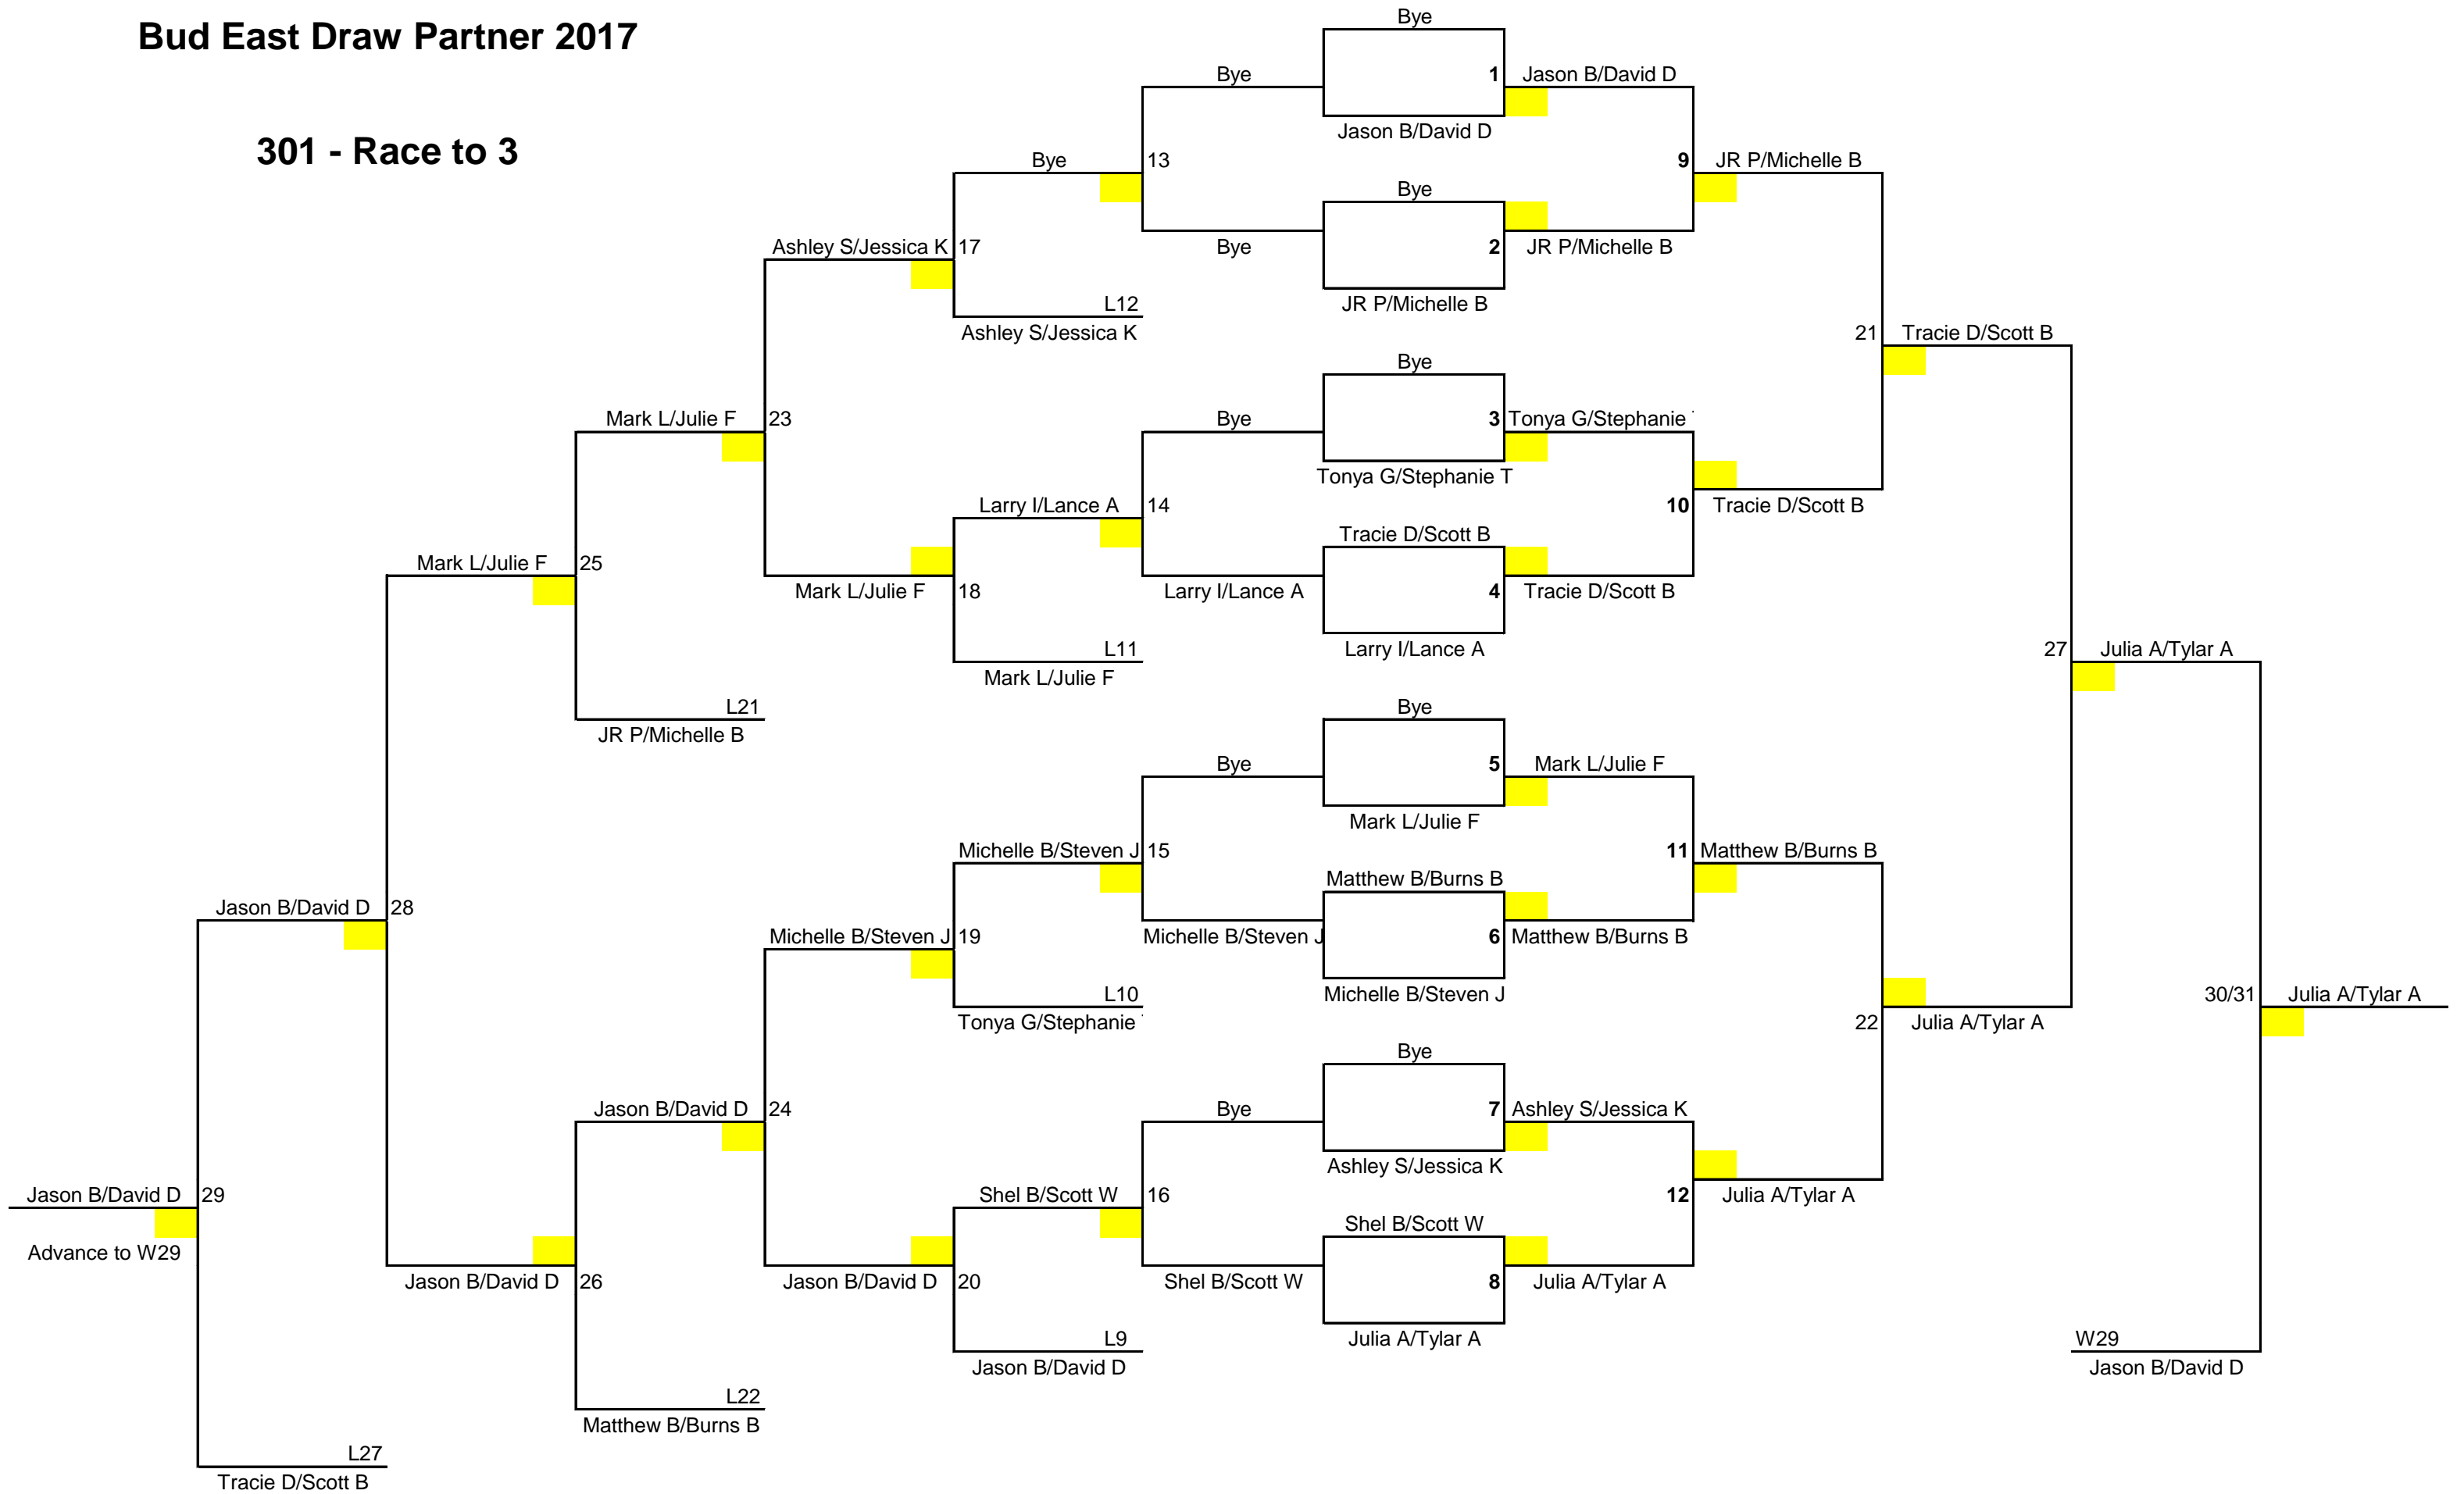 Bud East Draw Partner 2017
301 - Race to 3
Bye
Bye
1
Jason B/David D
Jason B/David D
Bye
13
9
JR P/Michelle B
Bye
Ashley S/Jessica K
17
Bye
2
JR P/Michelle B
L12
JR P/Michelle B
Ashley S/Jessica K
21
Tracie D/Scott B
Bye
Mark L/Julie F
23
Bye
3
Tonya G/Stephanie
Tonya G/Stephanie T
Larry I/Lance A
14
10
Tracie D/Scott B
Tracie D/Scott B
Mark L/Julie F
25
Mark L/Julie F
18
Larry I/Lance A
4
Tracie D/Scott B
L11
Larry I/Lance A
27
Julia A/Tylar A
Mark L/Julie F
L21
Bye
JR P/Michelle B
Bye
5
Mark L/Julie F
Mark L/Julie F
Michelle B/Steven J
15
11
Matthew B/Burns B
Matthew B/Burns B
Jason B/David D
28
Michelle B/Steven J
19
Michelle B/Steven J
6
Matthew B/Burns B
L10
Michelle B/Steven J
30/31
Julia A/Tylar A
Tonya G/Stephanie
22
Julia A/Tylar A
Bye
Jason B/David D
24
Bye
7
Ashley S/Jessica K
Ashley S/Jessica K
Jason B/David D
29
Shel B/Scott W
16
12
Julia A/Tylar A
Shel B/Scott W
Advance to W29
Jason B/David D
26
Jason B/David D
20
Shel B/Scott W
8
Julia A/Tylar A
L9
Julia A/Tylar A
W29
Jason B/David D
Jason B/David D
L22
Matthew B/Burns B
L27
Tracie D/Scott B